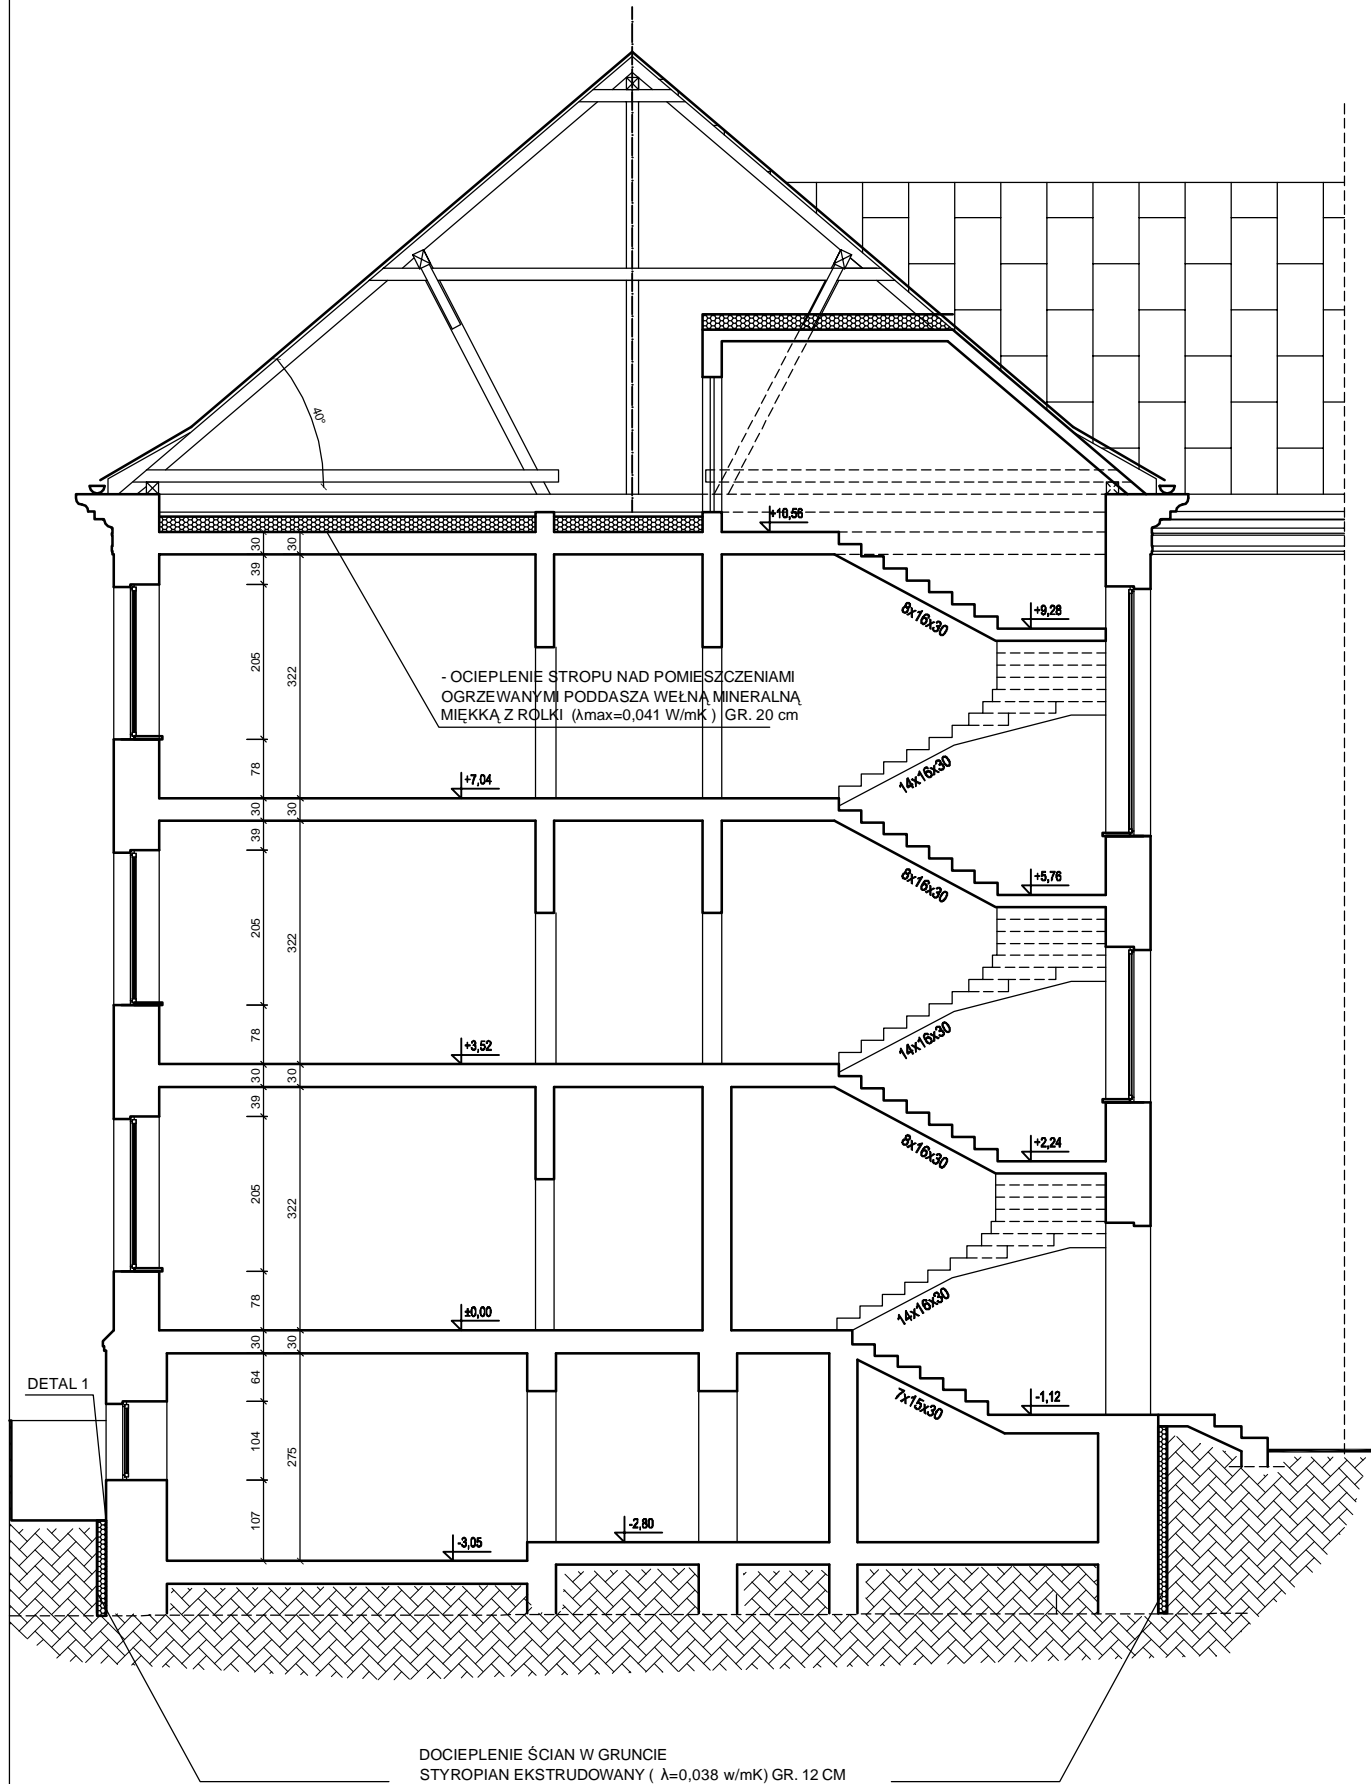 40°
+10,56
30
30
39
+9,28
8x16x30
205
322
- OCIEPLENIE STROPU NAD POMIESZCZENIAMI
OGRZEWANYMI PODDASZA WEŁNĄ MINERALNĄ
MIĘKKĄ Z ROLKI (λmax=0,041 W/mK ) GR. 20 cm
14x16x30
78
+7,04
30
30
39
+5,76
8x16x30
205
322
14x16x30
78
+3,52
30
30
39
+2,24
8x16x30
205
322
14x16x30
78
±0,00
30
30
64
DETAL 1
-1,12
7x15x30
104
275
107
-2,80
-3,05
DOCIEPLENIE ŚCIAN W GRUNCIE
STYROPIAN EKSTRUDOWANY ( λ=0,038 w/mK) GR. 12 CM